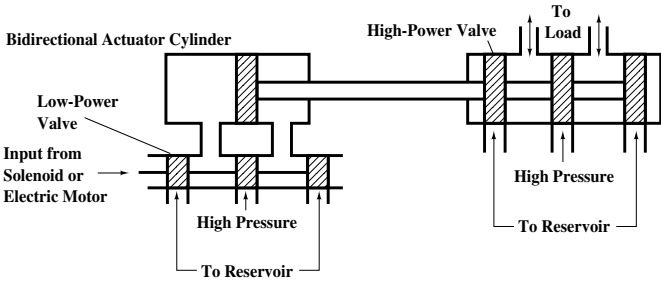 To
Load
High-Power Valve
Bidirectional Actuator Cylinder
Low-Power
Valve
Input from
Solenoid or
Electric Motor
High Pressure
To Reservoir
High Pressure
To Reservoir